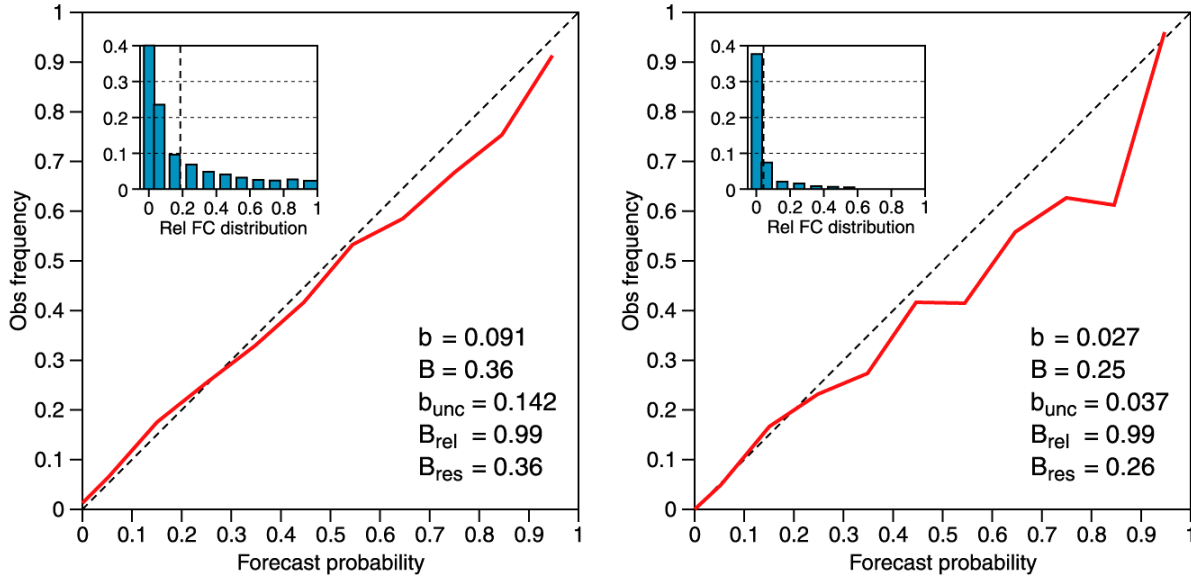 1
0.9
0.8
0.7
0.6
0.5
0.4
0.3
0.2
0.1
0
Obs frequency
0 0.1 0.2 0.3 0.4 0.5 0.6 0.7 0.8 0.9 1
Forecast probability
0.4
0.3
0.2
0.1
0
0 0.2 0.4 0.6 0.8 1
Rel FC distribution
b = 0.091
B = 0.36
bunc = 0.142
Brel = 0.99
Bres = 0.36
1
0.9
0.8
0.7
0.6
0.5
0.4
0.3
0.2
0.1
0
Obs frequency
0 0.1 0.2 0.3 0.4 0.5 0.6 0.7 0.8 0.9 1
Forecast probability
0.4
0.3
0.2
0.1
0
0 0.2 0.4 0.6 0.8 1
Rel FC distribution
b = 0.027
B = 0.25
bunc = 0.037
Brel = 0.99
Bres = 0.26